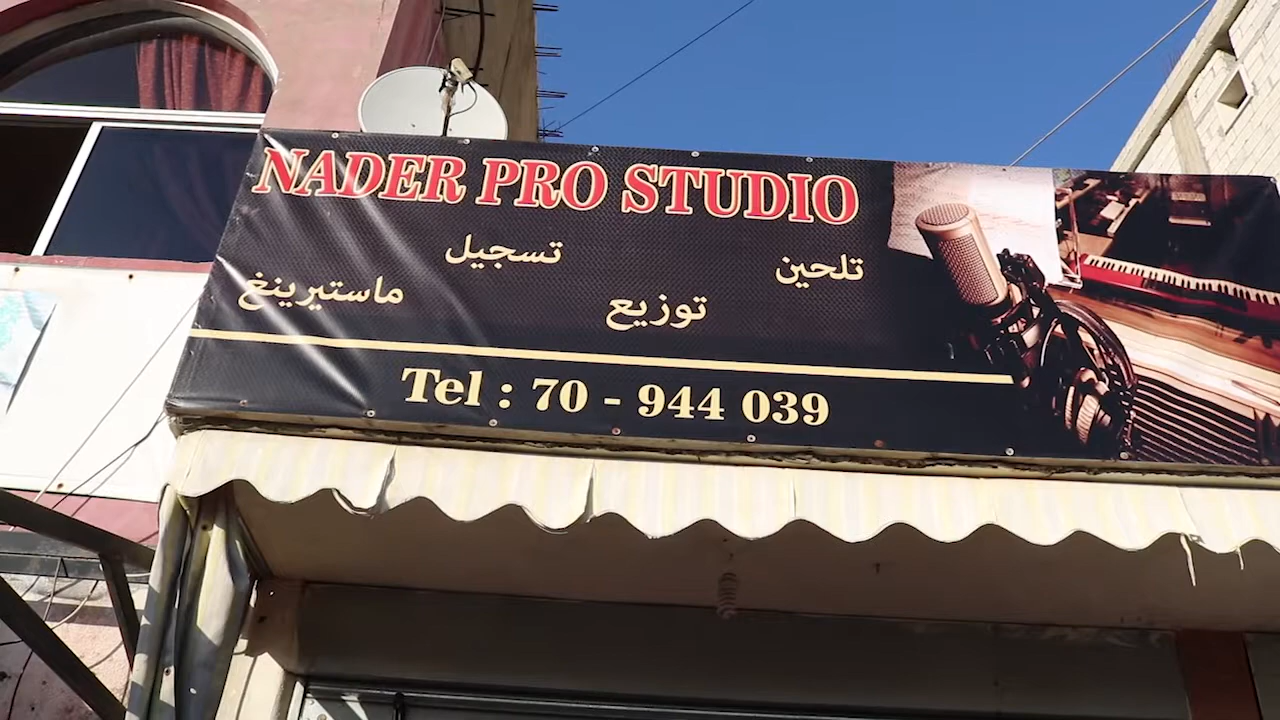 NADER PRO STUDIO
تلحين
تسجيل
توزيع
ماستيرينغ
Tel : 70 - 944 039